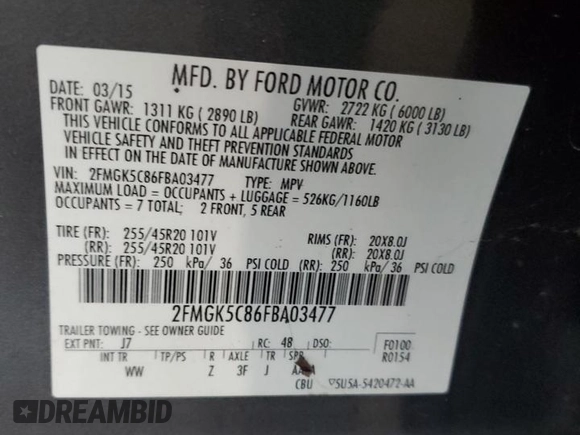 MFD. BY FORD MOTOR CO.
DATE: 03/15 GVWR: 2722 KG ( 6000 LB)
FRONT GAWR: 1311 KG ( 2890 LB) REAR GAWR: 1420 KG ( 3130 LB)
THIS VEHICLE CONFORMS TO ALL APPLICABLE FEDERAL MOTOR
VEHICLE SAFETY AND THEFT PREVENTION STANDARDS
IN EFFECT ON THE DATE OF MANUFACTURE SHOWN ABOVE.
VIN: 2FMGK5C86FBA03477 TYPE: MPV
MAXIMUM LOAD = OCCUPANTS + LUGGAGE = 526KG/1160LB
OCCUPANTS = 7 TOTAL; 2 FRONT, 5 REAR
TIRE (FR): 255/45R20 101V RIMS (FR): 20X8.0J
(RR): 255/45R20 101V (RR): 20X8.0J
PRESSURE (FR): 250 kPa/ 36 PSI COLD (RR): 250 kPa/ 36 PSI COLD
2FMGK5C86FBA03477
TRAILER TOWING - SEE OWNER GUIDE
EXT PNT: J7 RC: 48 DSO: F0100
INT TR TP/PS R AXLE TR SPR R0154
WW Z 3F J
CBU 5USA-5420472-AA
DREAMBID